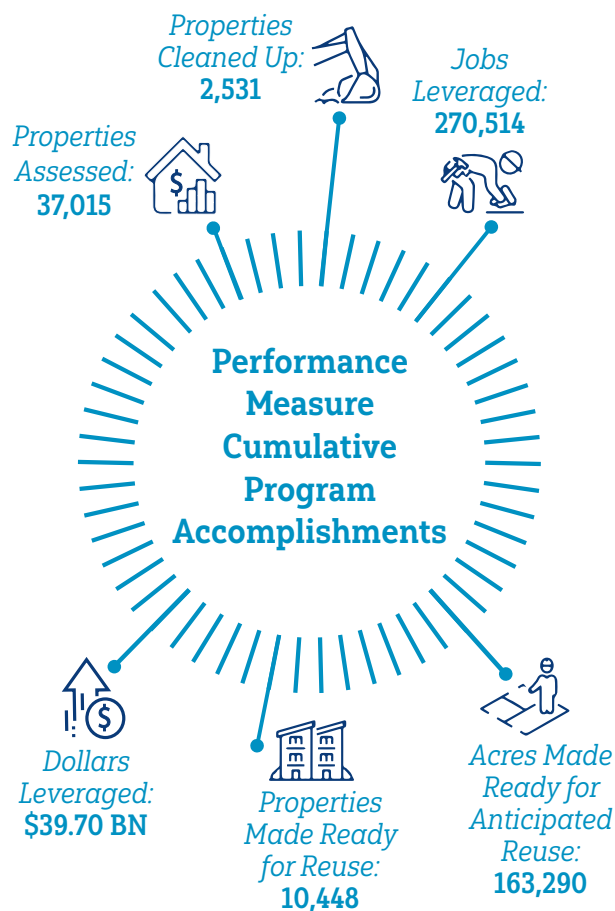 Properties
Cleaned Up:
2,531
Jobs
Leveraged:
270,514
Properties
Assessed:
37,015
$
Performance
Measure
Cumulative
Program
Accomplishments
$
Dollars
Leveraged:
$39.70 BN
Properties
Made Ready
for Reuse:
10,448
Acres Made
Ready for
Anticipated
Reuse:
163,290